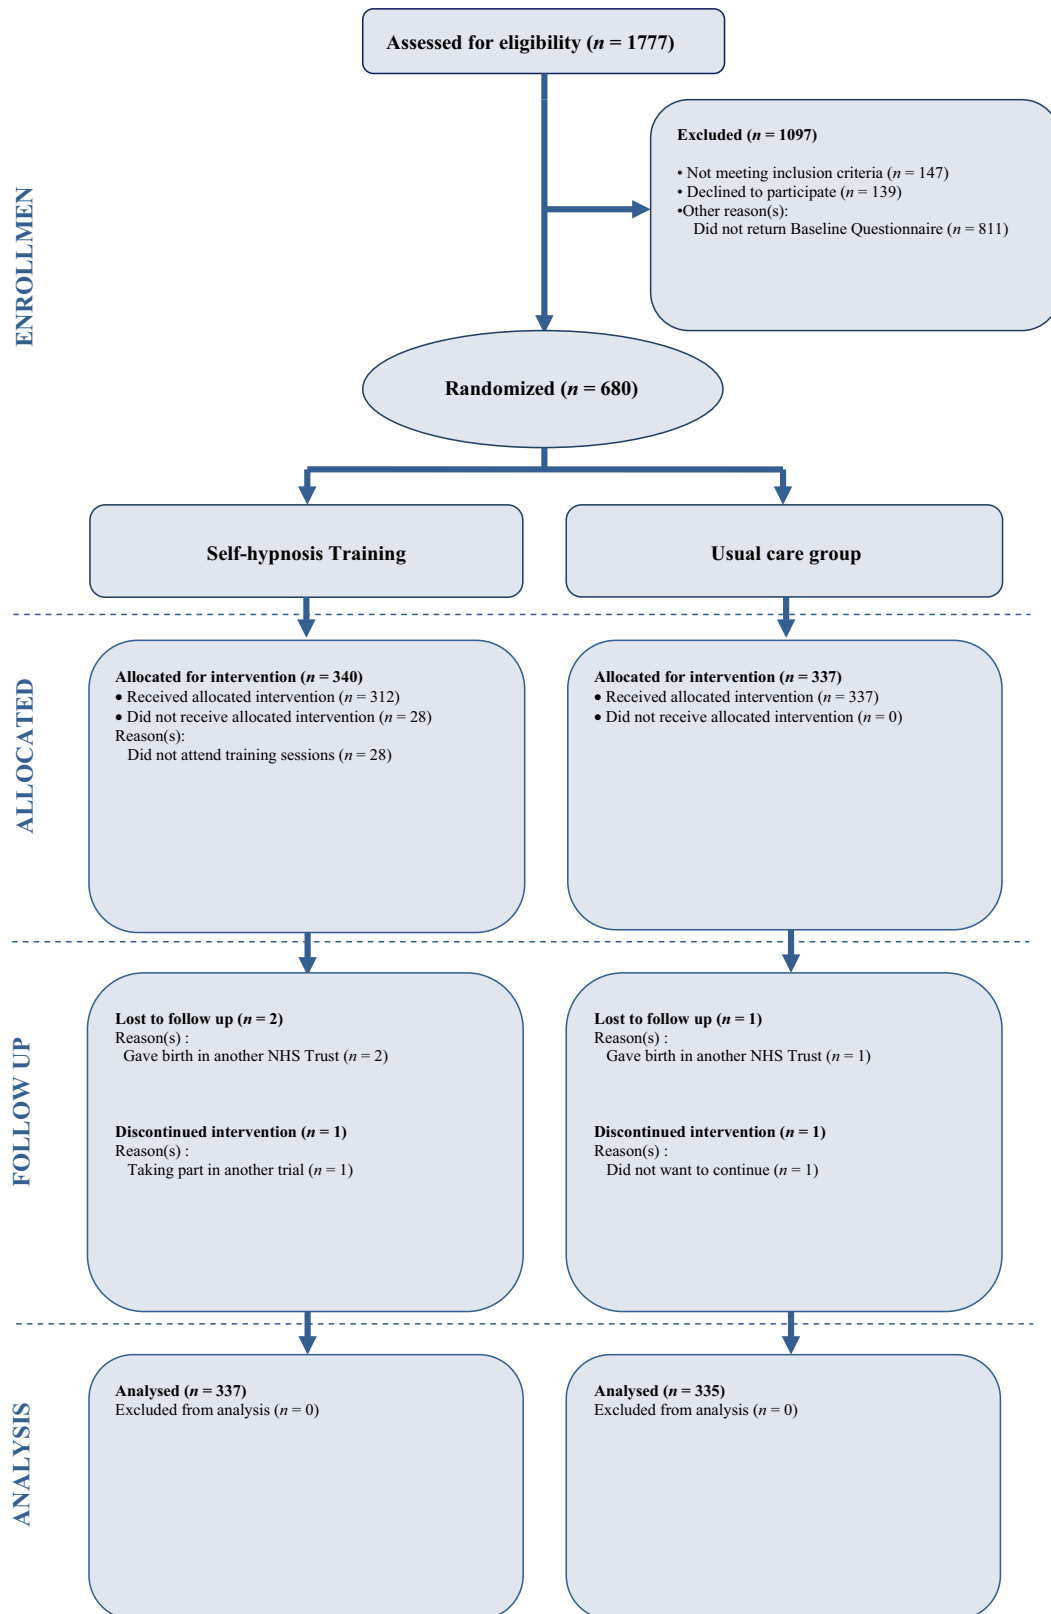 Assessed for eligibility (n = 1777)
Excluded (n = 1097)
• Not meeting inclusion criteria (n = 147)
• Declined to participate (n = 139)
•Other reason(s):
Did not return Baseline Questionnaire (n = 811)
ENROLLMEN
Randomized (n = 680)
Self-hypnosis Training
Usual care group
ALLOCATED
Allocated for intervention (n = 340)
• Received allocated intervention (n = 312)
• Did not receive allocated intervention (n = 28)
Reason(s):
Did not attend training sessions (n = 28)
Allocated for intervention (n = 337)
• Received allocated intervention (n = 337)
• Did not receive allocated intervention (n = 0)
FOLLOW UP
Lost to follow up (n = 2)
Reason(s) :
Gave birth in another NHS Trust (n = 2)
Discontinued intervention (n = 1)
Reason(s) :
Taking part in another trial (n = 1)
Lost to follow up (n = 1)
Reason(s) :
Gave birth in another NHS Trust (n = 1)
Discontinued intervention (n = 1)
Reason(s) :
Did not want to continue (n = 1)
ANALYSIS
Analysed (n = 337)
Excluded from analysis (n = 0)
Analysed (n = 335)
Excluded from analysis (n = 0)